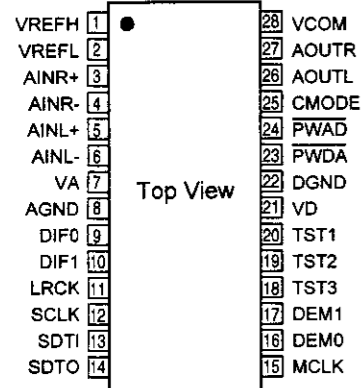 VREFH 1 28 VCOM
VREFL 2 27 AOUTR
AINR+ 3 26 AOUTL
AINR- 4 25 CMODE
AINL+ 5 24 PWAD
AINL- 6 23 PWDA
VA 7 Top View 22 DGND
AGND 8 21 VD
DIF0 9 20 TST1
DIF1 10 19 TST2
LRCK 11 18 TST3
SCLK 12 17 DEM1
SDTI 13 16 DEM0
SDTO 14 15 MCLK